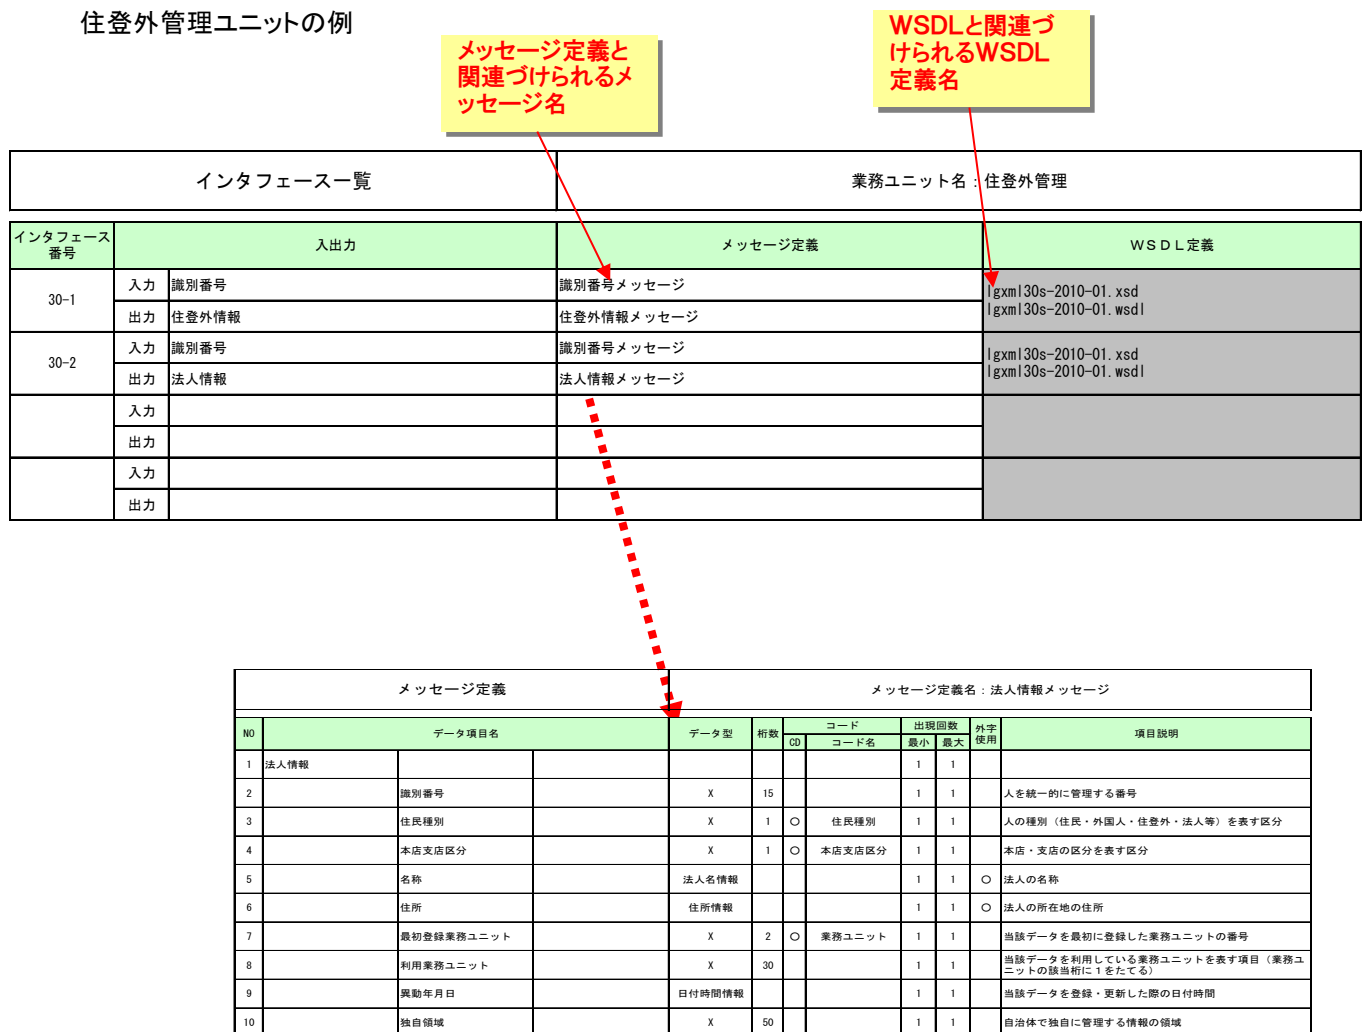 住登外管理ユニットの例
メッセージ定義と
関連づけられるメ
ッセージ名
WSDLと関連づ
けられるWSDL
定義名
インタフェース一覧 業務ユニット名：住登外管理
インタフェース
番号
入出力 メッセージ定義 ＷＳＤＬ定義
30-1
入力 識別番号 識別番号メッセージ
出力 住登外情報 住登外情報メッセージ
lgxml30s-2010-01.xsd
lgxml30s-2010-01.wsdl
30-2
入力 識別番号 識別番号メッセージ
出力 法人情報 法人情報メッセージ
lgxml30s-2010-01.xsd
lgxml30s-2010-01.wsdl
入力
出力
入力
出力
メッセージ定義 メッセージ定義名：法人情報メッセージ
NO データ項目名 データ型 桁数 コード 出現回数 外字
使用 項目説明
CD コード名 最小 最大
1 法人情報 1 1
2 識別番号 X 15 1 1 人を統一的に管理する番号
3 住民種別 X 1 ○ 住民種別 1 1 人の種別（住民・外国人・住登外・法人等）を表す区分
4 本店支店区分 X 1 ○ 本店支店区分 1 1 本店・支店の区分を表す区分
5 名称 法人名情報 1 1 ○ 法人の名称
6 住所 住所情報 1 1 ○ 法人の所在地の住所
7 最初登録業務ユニット X 2 ○ 業務ユニット 1 1 当該データを最初に登録した業務ユニットの番号
8 利用業務ユニット X 30 1 1 当該データを利用している業務ユニットを表す項目（業務ユ
ニットの該当桁に１をたてる）
9 異動年月日 日付時間情報 1 1 当該データを登録・更新した際の日付時間
10 独自領域 X 50 1 1 自治体で独自に管理する情報の領域